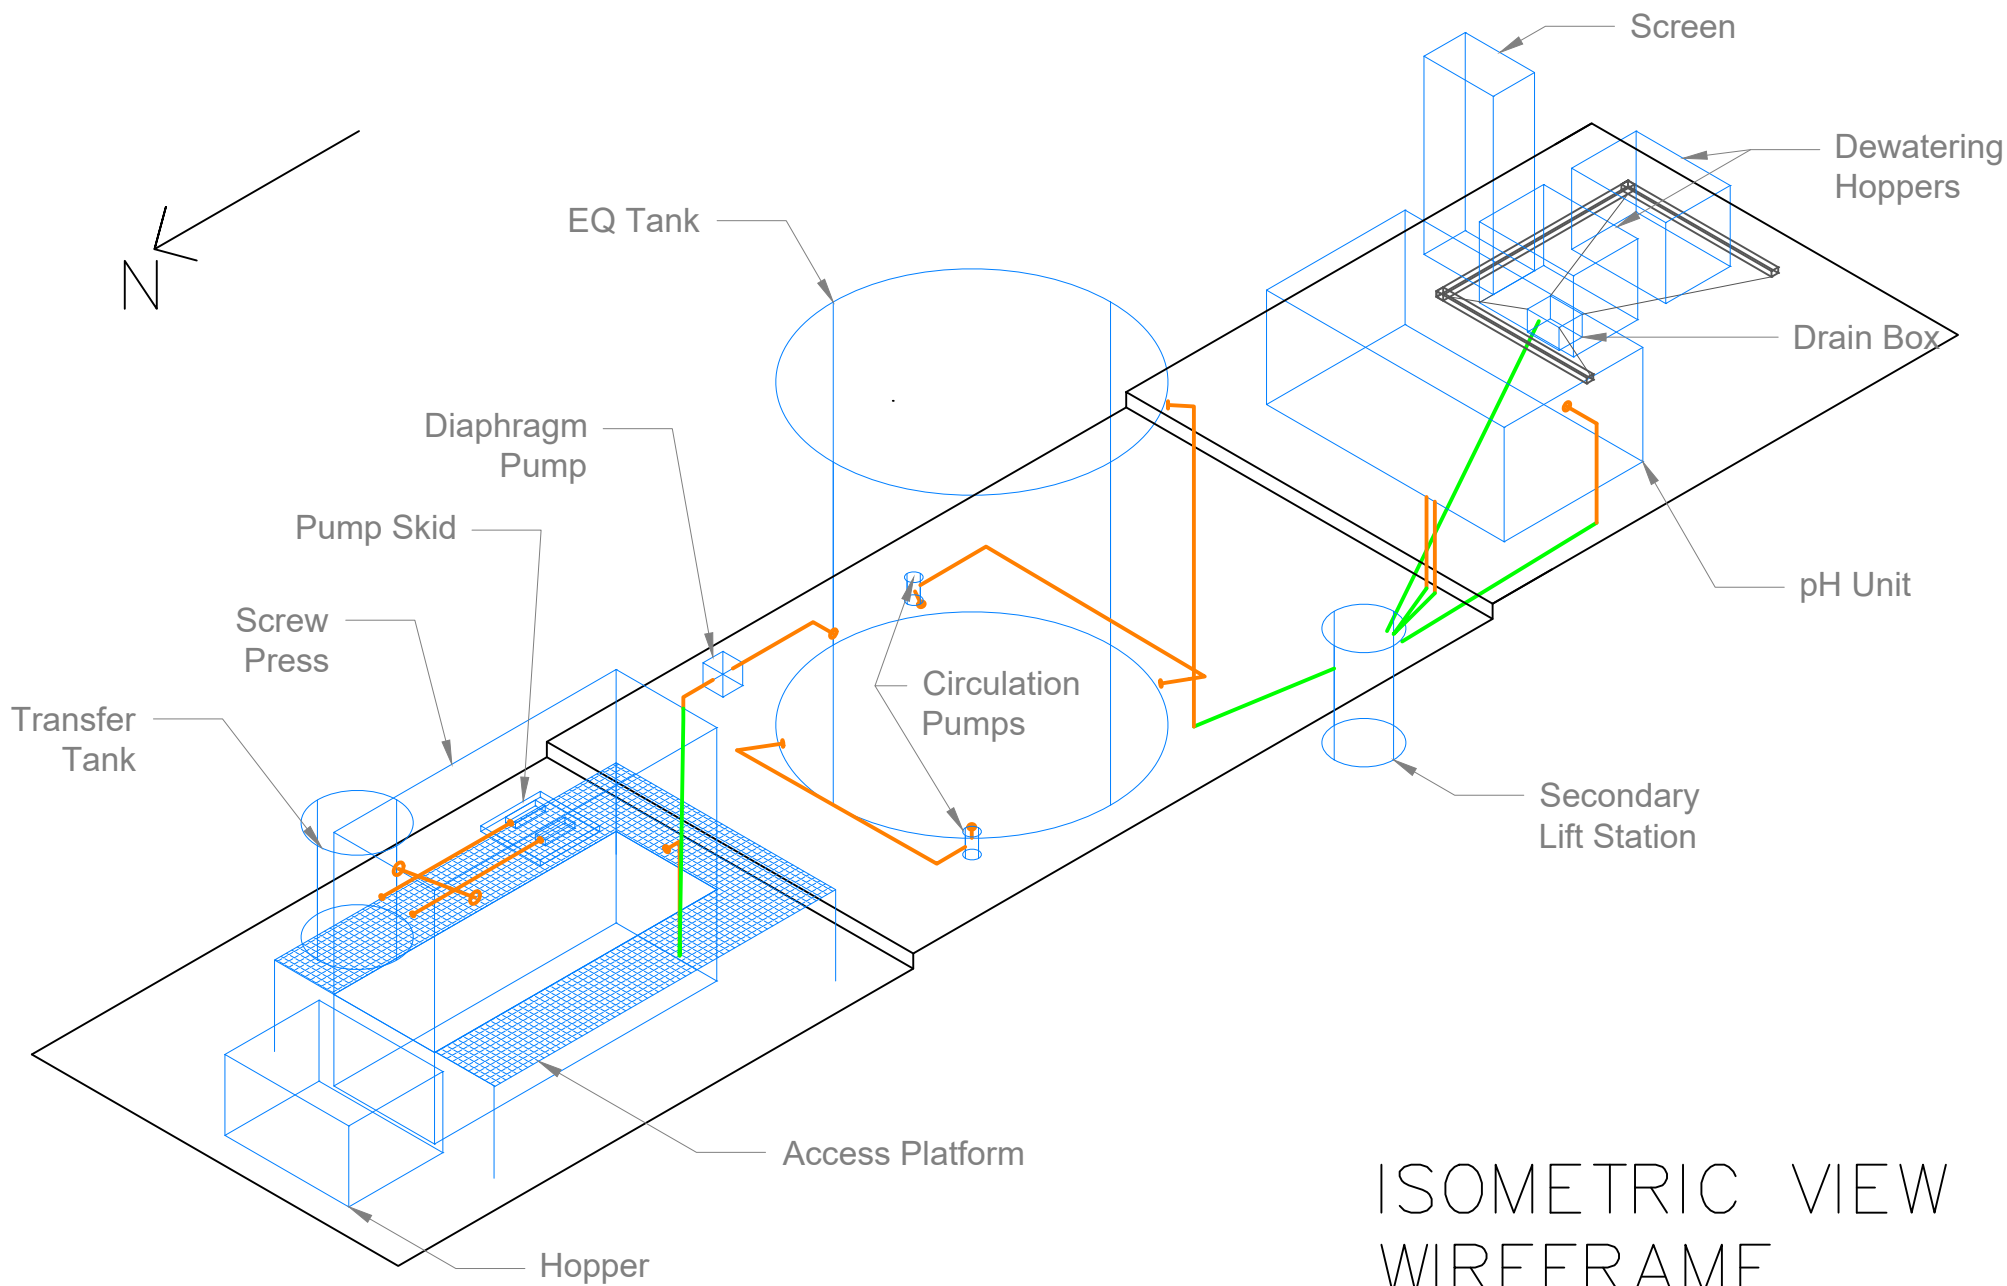 Screen
Dewatering
Hoppers
EQ Tank
N
Drain Box
Diaphragm
Pump
Pump Skid
pH Unit
Screw
Press
Circulation
Pumps
Transfer
Tank
Secondary
Lift Station
Access Platform
Hopper
ISOMETRIC VIEW
WIREFRAME